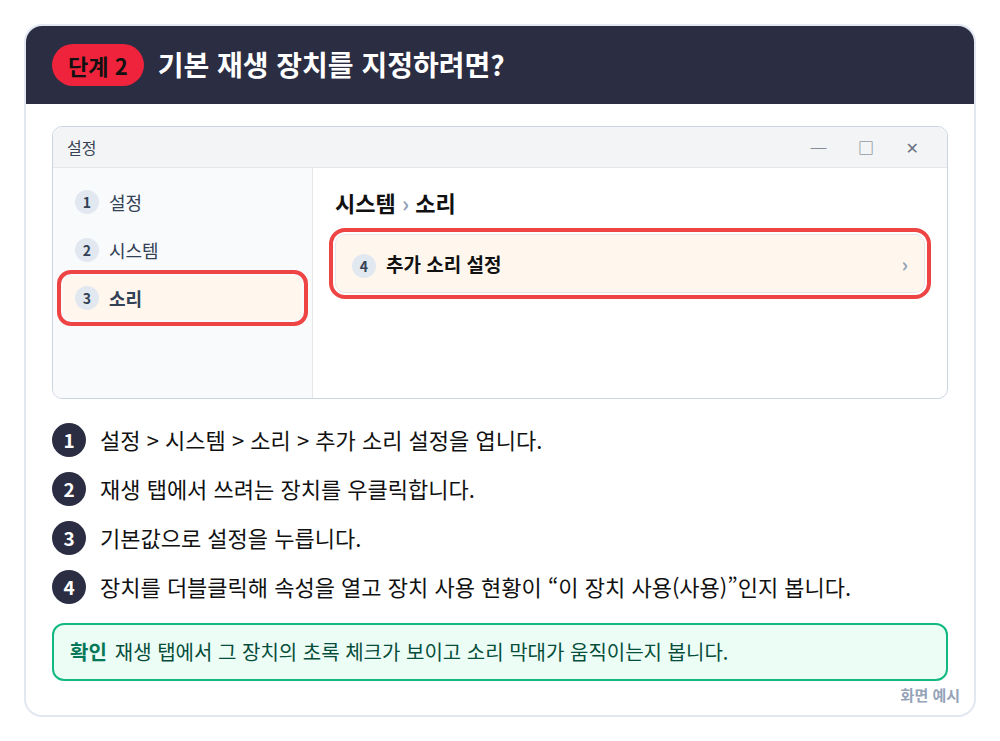 단계 2 기본 재생 장치를 지정하려면?
설정
1 설정
2 시스템
3 소리
시스템 › 소리
4 추가 소리 설정 ›
1 설정 > 시스템 > 소리 > 추가 소리 설정을 엽니다.
2 재생 탭에서 쓰려는 장치를 우클릭합니다.
3 기본값으로 설정을 누릅니다.
4 장치를 더블클릭해 속성을 열고 장치 사용 현황이 “이 장치 사용(사용)”인지 봅니다.
확인 재생 탭에서 그 장치의 초록 체크가 보이고 소리 막대가 움직이는지 봅니다.
화면 예시